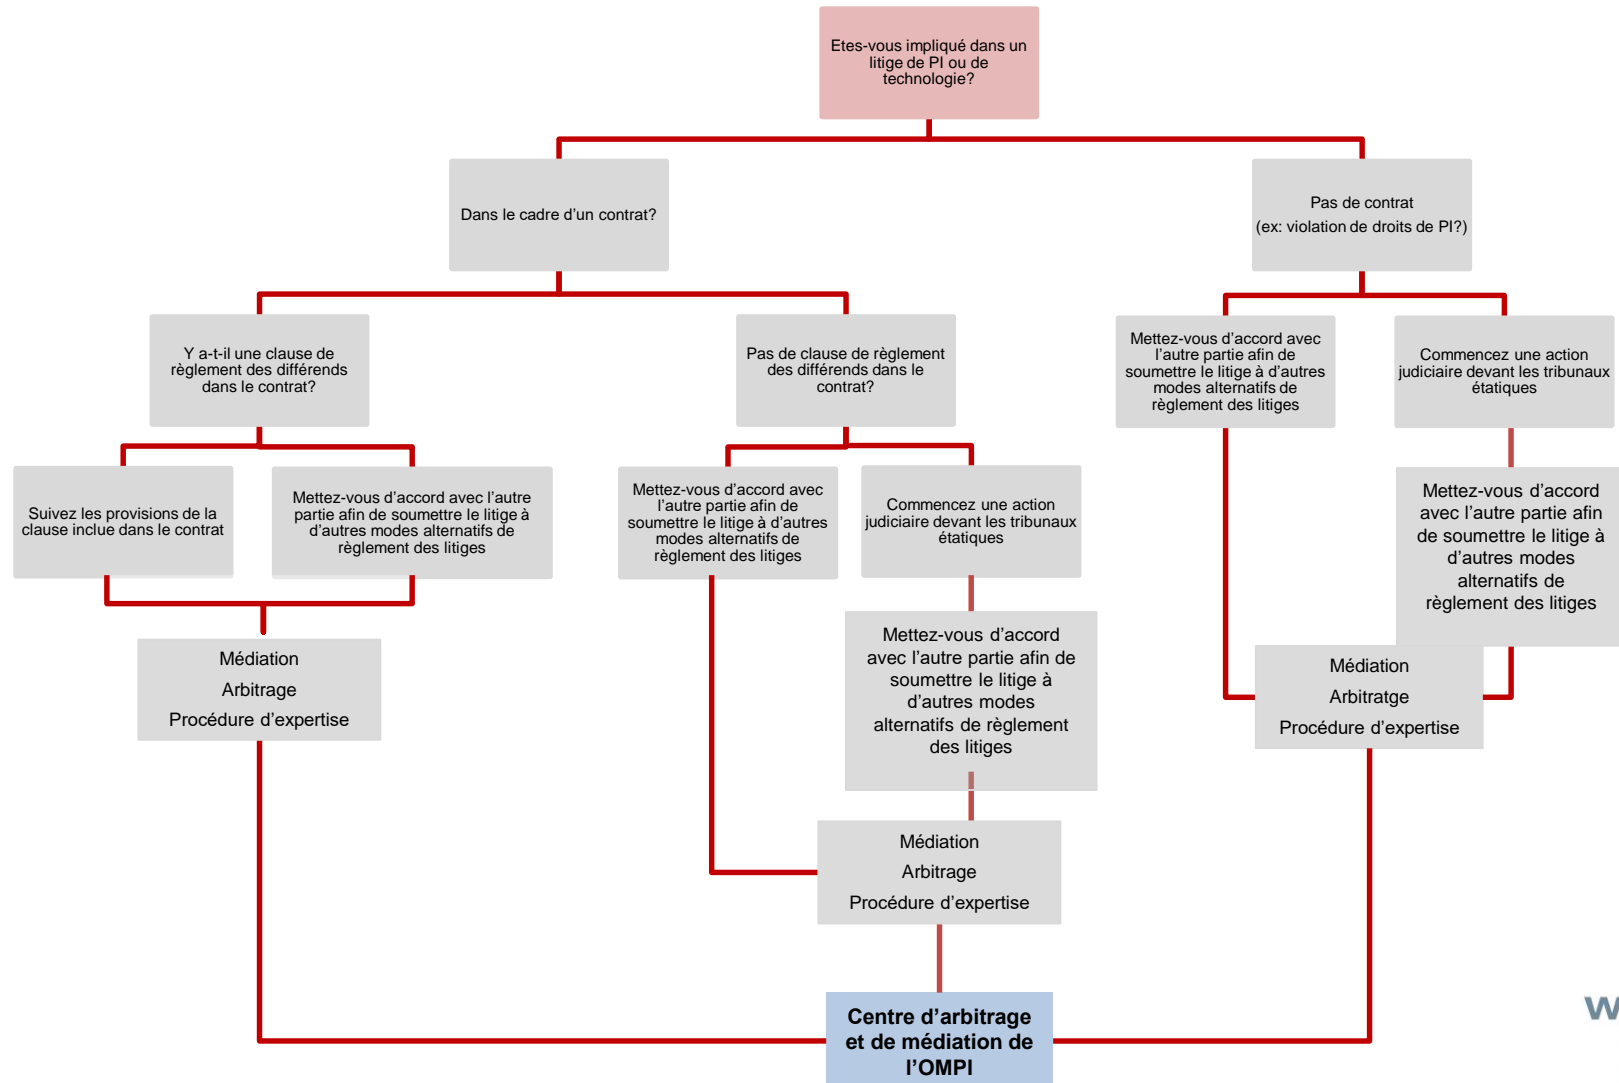 Etes-vous impliqué dans un
litige de PI ou de
technologie?
Dans le cadre d’un contrat?
Pas de contrat
(ex: violation de droits de PI?)
Y a-t-il une clause de
règlement des différends
dans le contrat?
Pas de clause de règlement
des différends dans le
contrat?
Mettez-vous d’accord avec
l’autre partie afin de
soumettre le litige à d’autres
modes alternatifs de
règlement des litiges
Commencez une action
judiciaire devant les tribunaux
étatiques
Suivez les provisions de la
clause inclue dans le contrat
Mettez-vous d’accord avec l’autre
partie afin de soumettre le litige à
d’autres modes alternatifs de
règlement des litiges
Mettez-vous d’accord avec
l’autre partie afin de
soumettre le litige à d’autres
modes alternatifs de
règlement des litiges
Commencez une action
judiciaire devant les tribunaux
étatiques
Mettez-vous d’accord
avec l’autre partie afin
de soumettre le litige à
d’autres modes
alternatifs de
règlement des litiges
Médiation
Arbitrage
Procédure d’expertise
Mettez-vous d’accord
avec l’autre partie afin de
soumettre le litige à
d’autres modes
alternatifs de règlement
des litiges
Médiation
Arbitratge
Procédure d’expertise
Médiation
Arbitrage
Procédure d’expertise
Centre d’arbitrage
et de médiation de
l’OMPI
W